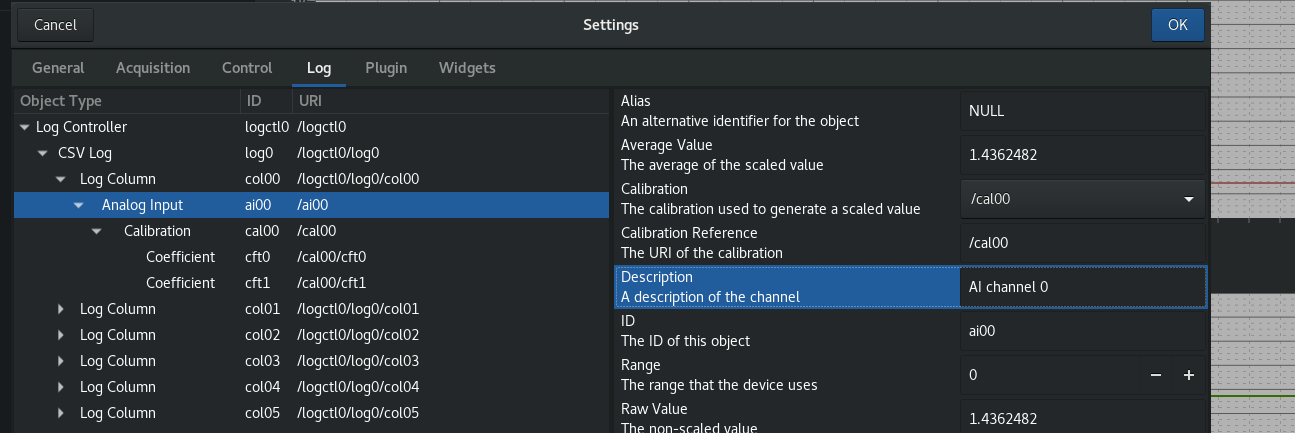 Cancel
Settings
OK
General Acquisition Control Log Plugin Widgets
Object Type ID URI
Log Controller logctl0 /logctl0
CSV Log log0 /logctl0/log0
Log Column col00 /logctl0/log0/col00
Analog Input ai00 /ai00
Calibration cal00 /cal00
Coefficient cft0 /cal00/cft0
Coefficient cft1 /cal00/cft1
Log Column col01 /logctl0/log0/col01
Log Column col02 /logctl0/log0/col02
Log Column col03 /logctl0/log0/col03
Log Column col04 /logctl0/log0/col04
Log Column col05 /logctl0/log0/col05
Alias
An alternative identifier for the object
NULL
Average Value
The average of the scaled value
1.4362482
Calibration
The calibration used to generate a scaled value
/cal00
Calibration Reference
The URI of the calibration
/cal00
Description
A description of the channel
AI channel 0
ID
The ID of this object
ai00
Range
The range that the device uses
0 − +
Raw Value
The non-scaled value
1.4362482